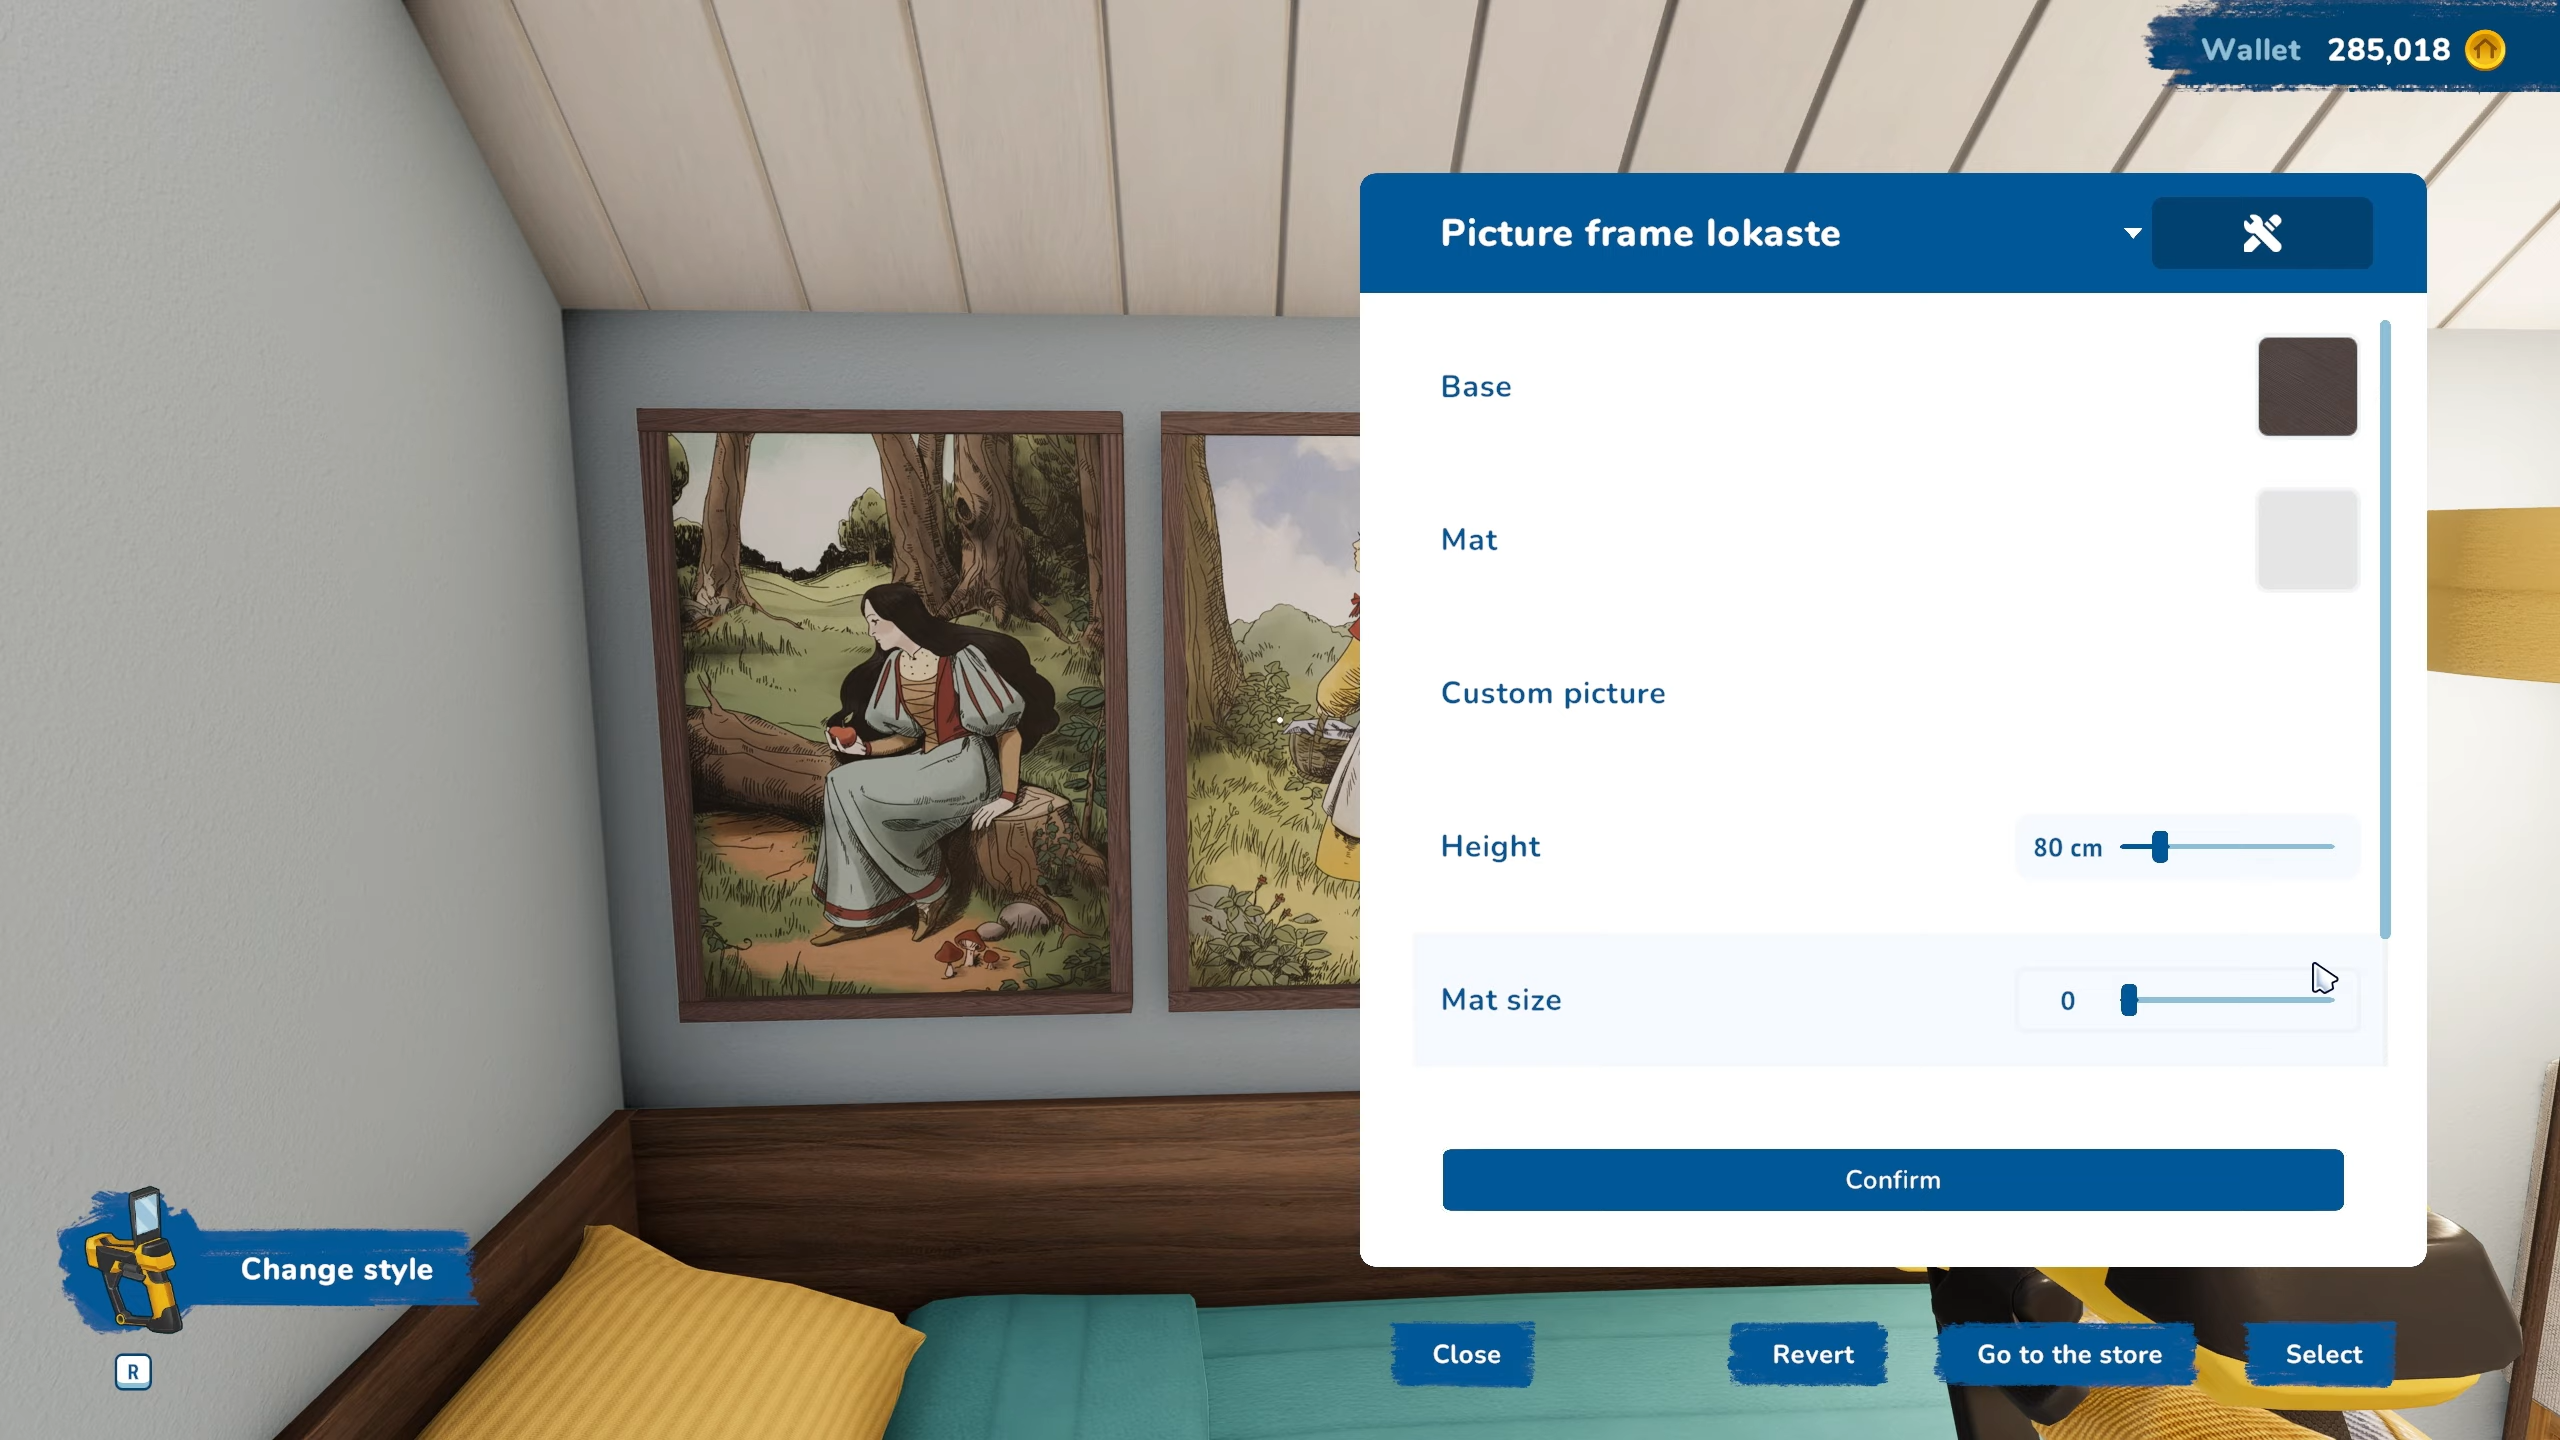 Wallet 285,018
Picture frame lokaste
Base
Mat
Custom picture
Height 80 cm
Mat size 0
Confirm
Change style
R
Close Revert Go to the store Select